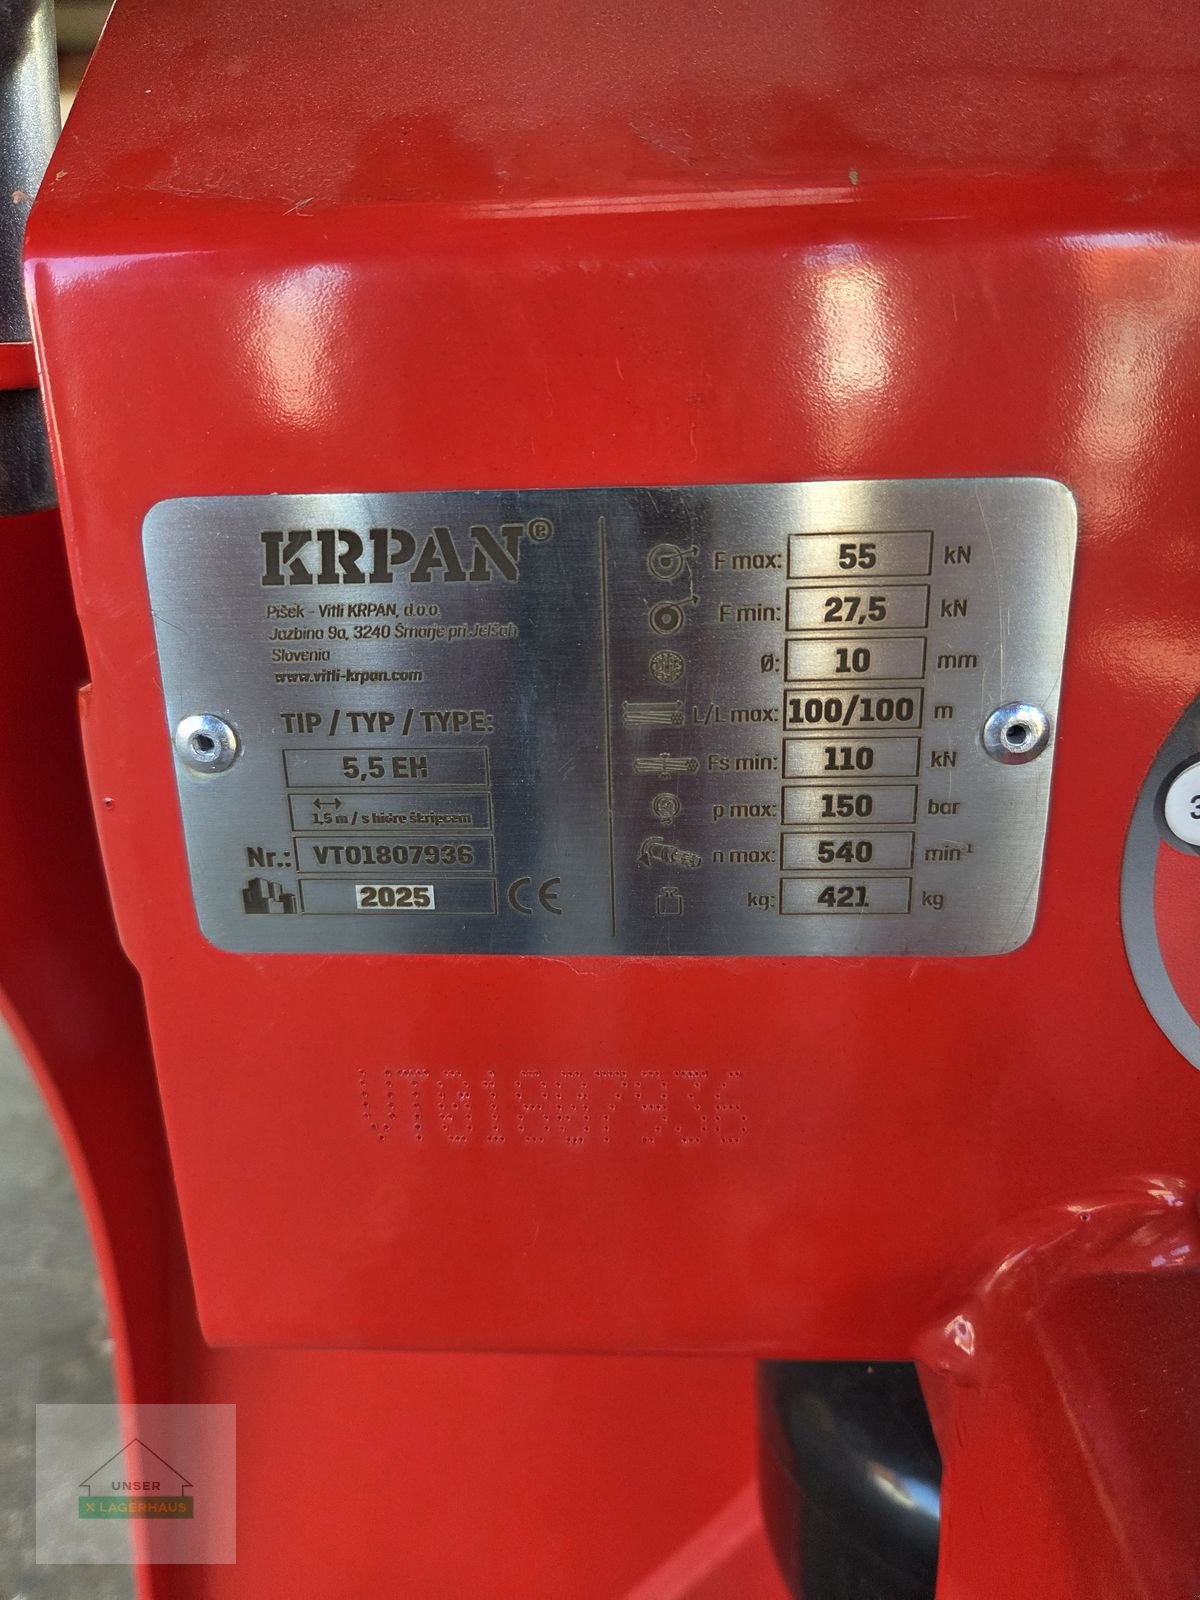 KRPAN®
Pišek - Vitli KRPAN, d.o.o.
Jazbina 9a, 3240 Šmarje pri Jelšah
Slovenia
www.vitli-krpan.com
TIP / TYP / TYPE:
5,5 EH
1,5 m / s hidre škripcem
Nr.: VT01807936
2025 CE
F max: 55 kN
F min: 27,5 kN
Ø: 10 mm
L/L max: 100/100 m
Fs min: 110 kN
p max: 150 bar
n max: 540 min⁻¹
kg: 421 kg
3
VT01807936
UNSER
X LAGERHAUS